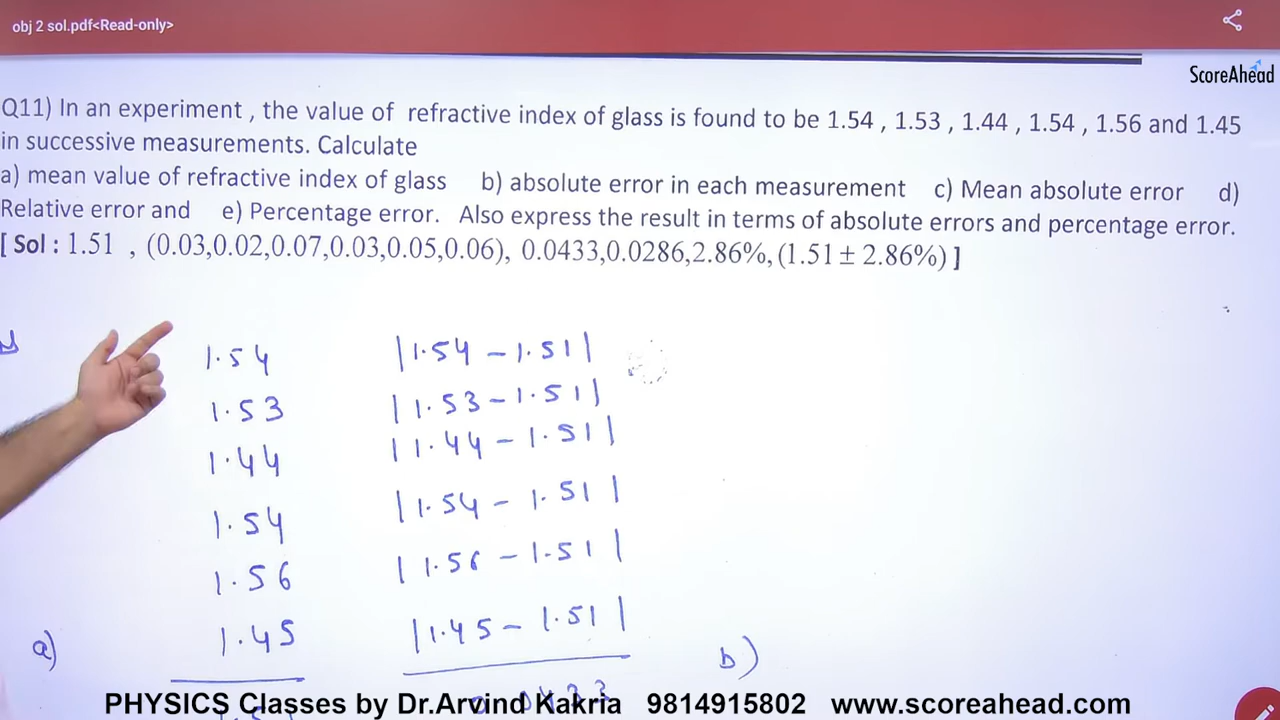 obj 2 sol.pdf<Read-only>
ScoreAhead
Q11) In an experiment , the value of refractive index of glass is found to be 1.54 , 1.53 , 1.44 , 1.54 , 1.56 and 1.45
in successive measurements. Calculate
a) mean value of refractive index of glass b) absolute error in each measurement c) Mean absolute error d)
Relative error and e) Percentage error. Also express the result in terms of absolute errors and percentage error.
[ Sol : 1.51 , (0.03,0.02,0.07,0.03,0.05,0.06), 0.0433,0.0286,2.86%, (1.51 ± 2.86%) ]
1.54 |1.54 - 1.51|
1.53 |1.53 - 1.51|
1.44 |1.44 - 1.51|
1.54 |1.54 - 1.51|
1.56 |1.56 - 1.51|
a) 1.45 |1.45 - 1.51| b)
PHYSICS Classes by Dr.Arvind Kakria 9814915802 www.scoreahead.com